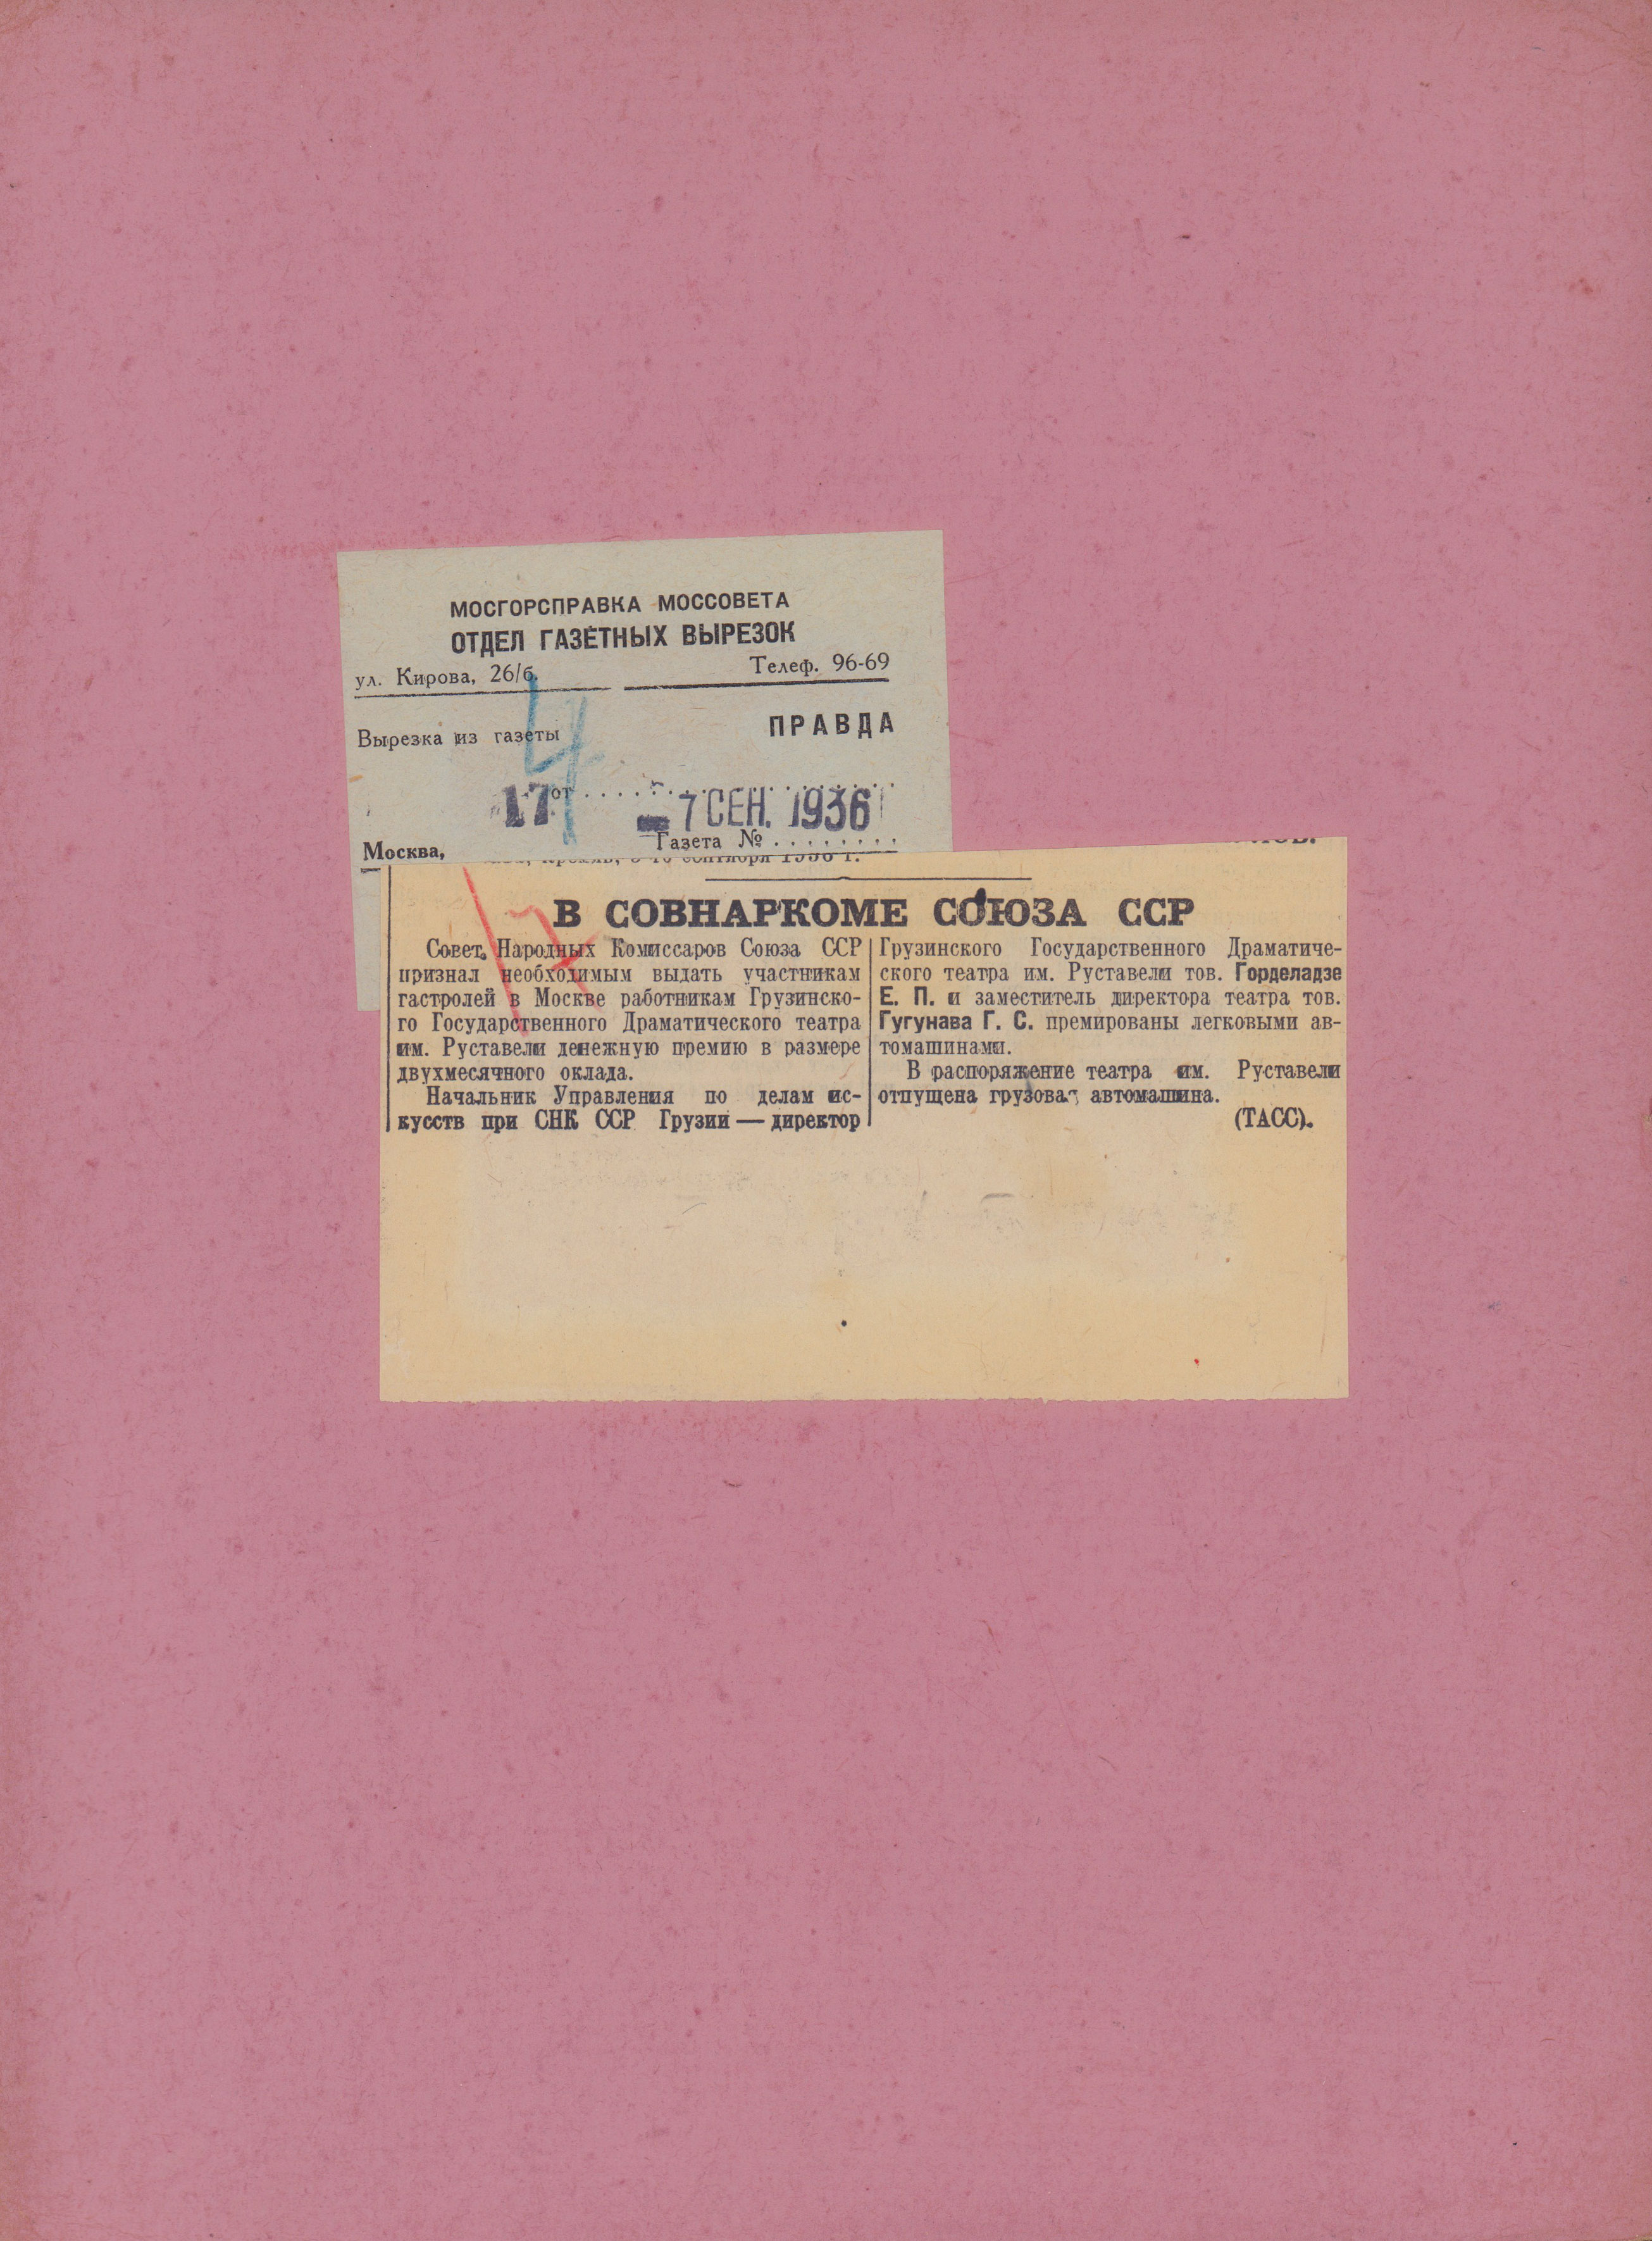 МОСГОРСПРАВКА МОССОВЕТА
ОТДЕЛ ГАЗЕТНЫХ ВЫРЕЗОК
ул. Кирова, 26/б. Телеф. 96-69
Вырезка из газеты ПРАВДА
17 от - 7 СЕН. 1936
Москва, Газета №
сентября 1936 г.
В СОВНАРКОМЕ СОЮЗА ССР
Совет Народных Комиссаров Союза ССР
признал необходимым выдать участникам
гастролей в Москве работникам Грузинско-
го Государственного Драматического театра
им. Руставели денежную премию в размере
двухмесячного оклада.
Начальник Управления по делам ис-
кусств при СНК ССР Грузии — директор
Грузинского Государственного Драматиче-
ского театра им. Руставели тов. Горделадзе
Е. П. и заместитель директора театра тов.
Гугунава Г. С. премированы легковыми ав-
томашинами.
В распоряжение театра им. Руставели
отпущена грузовая автомашина.
(ТАСС).